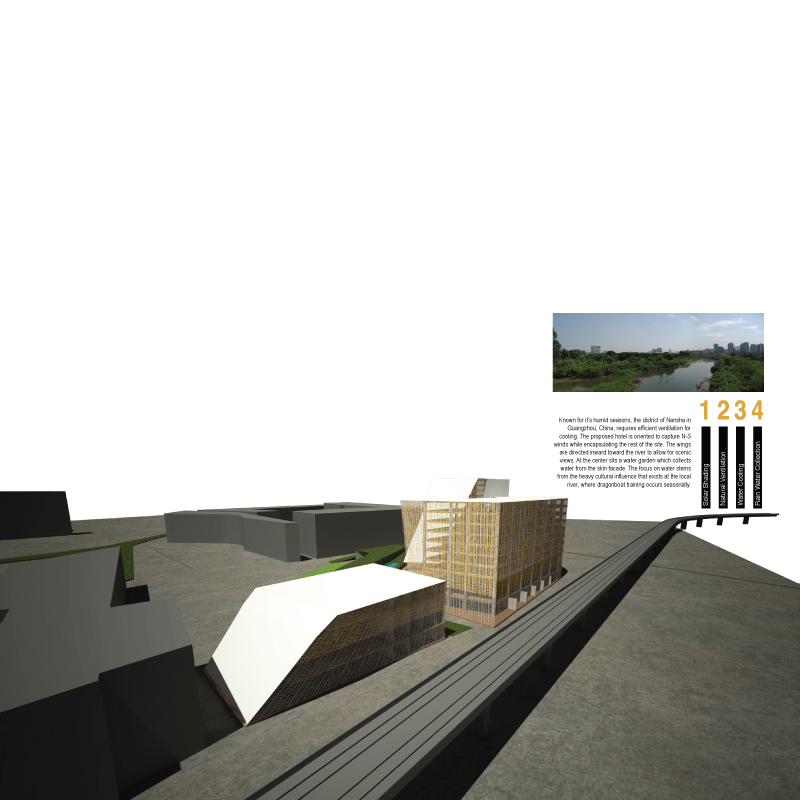 1 2 3 4
Known for it's humid seasons, the district of Nansha in
Guangzhou, China, requires efficient ventilation for
cooling. The proposed hotel is oriented to capture N-S
winds while encapsulating the rest of the site. The wings
are directed inward toward the river to allow for scenic
views. At the center sits a water garden which collects
water from the skin facade. The focus on water stems
from the heavy cultural influence that exists at the local
river, where dragonboat training occurs seasonally.
Solar Shading
Natural Ventilation
Water Cooling
Rain Water Collection